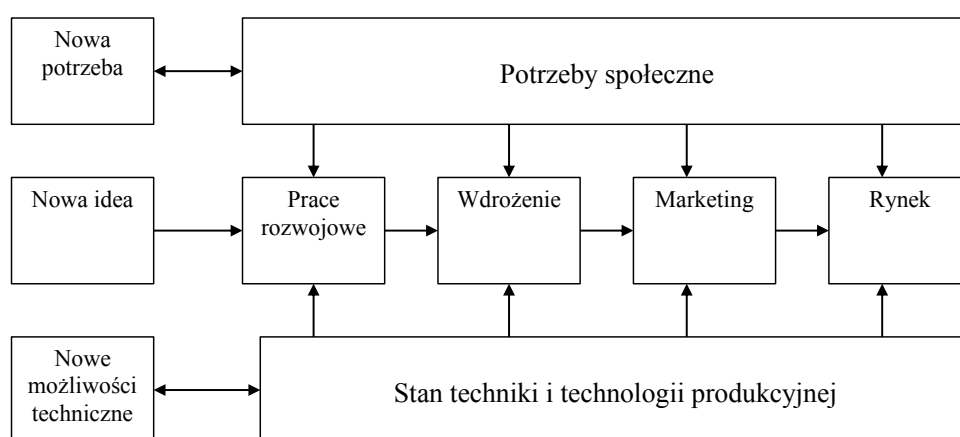 Nowa
potrzeba
Potrzeby społeczne
Nowa idea
Prace
rozwojowe
Wdrożenie
Marketing
Rynek
Nowe
możliwości
techniczne
Stan techniki i technologii produkcyjnej